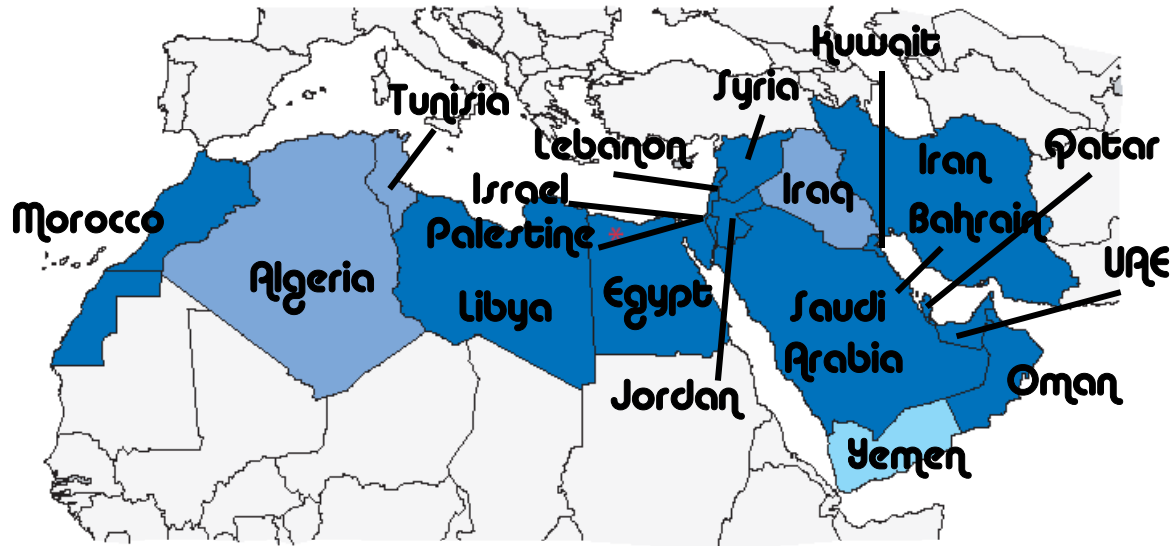 Kuwait
Syria
Tunisia
Lebanon
Qatar
Iran
Israel
Iraq
Morocco
Bahrain
Palestine
UAE
Algeria
Libya
Egypt
Saudi
Arabia
Jordan
Oman
Yemen
*